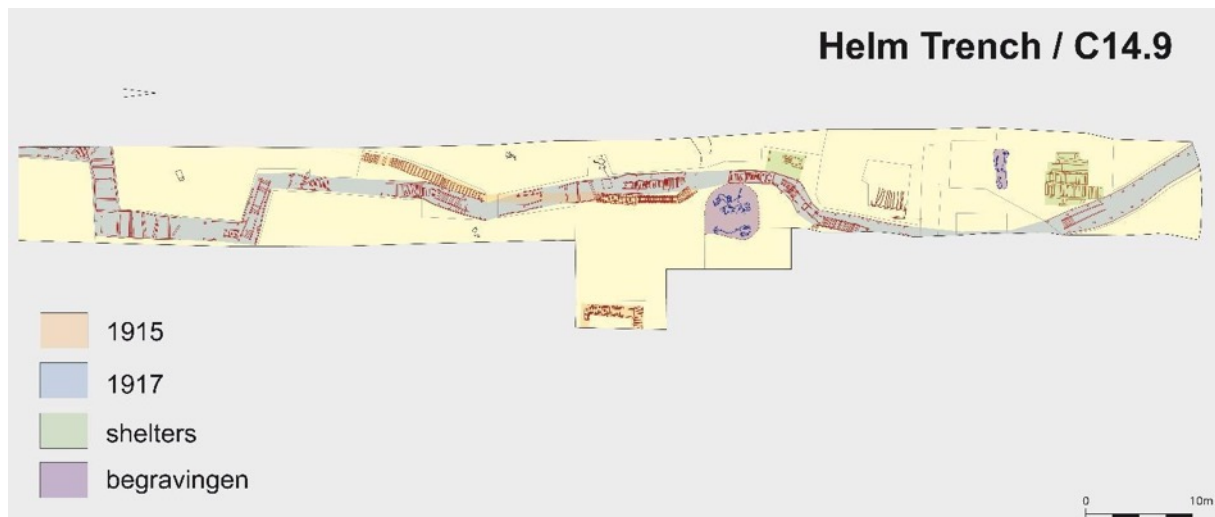 Helm Trench / C14.9
1915
1917
shelters
begravingen
0 10m